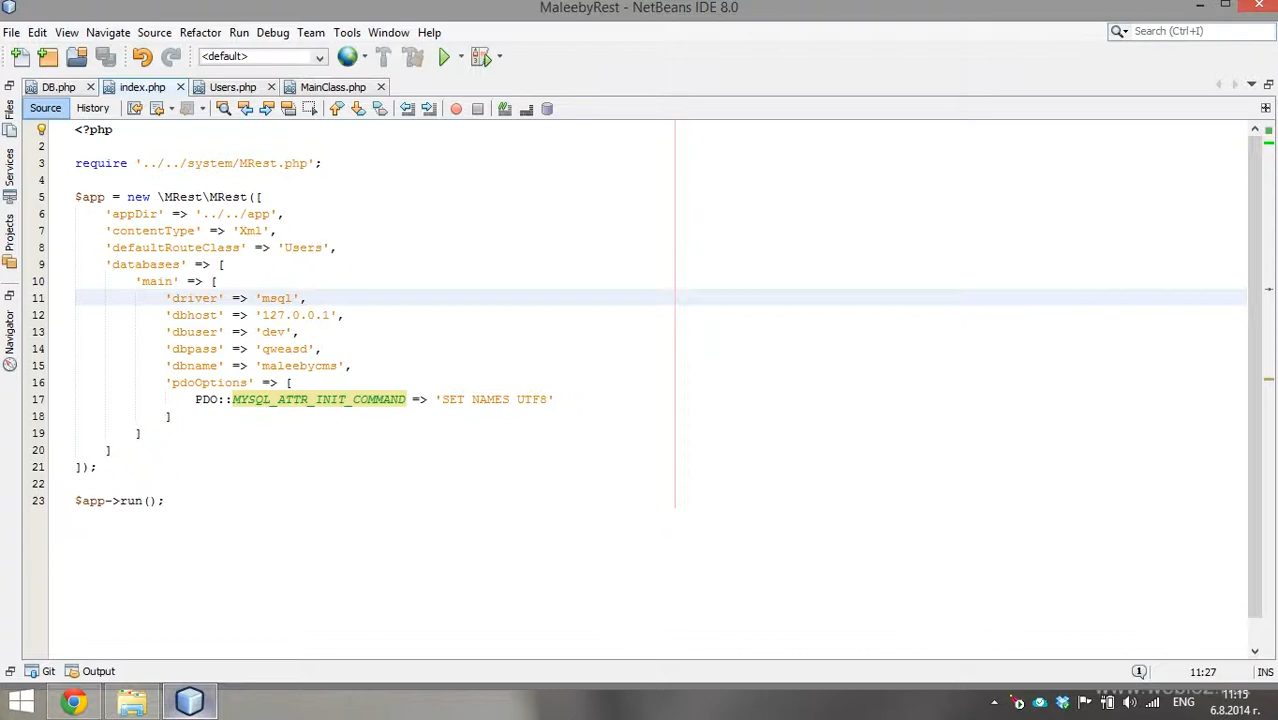 MaleebyRest - NetBeans IDE 8.0
File Edit View Navigate Source Refactor Run Debug Team Tools Window Help
Search (Ctrl+I)
<default>
DB.php index.php Users.php MainClass.php
Source History
Files
Services
Projects
Navigator
1 <?php
2
3 require '../../system/MRest.php';
4
5 $app = new \MRest\MRest([
6 'appDir' => '../../app',
7 'contentType' => 'Xml',
8 'defaultRouteClass' => 'Users',
9 'databases' => [
10 'main' => [
11 'driver' => 'msql',
12 'dbhost' => '127.0.0.1',
13 'dbuser' => 'dev',
14 'dbpass' => 'qweasd',
15 'dbname' => 'maleebycms',
16 'pdoOptions' => [
17 PDO::MYSQL_ATTR_INIT_COMMAND => 'SET NAMES UTF8'
18 ]
19 ]
20 ]
21 ]);
22
23 $app->run();
Git Output
11:27 INS
ENG
11:15
6.8.2014 г.